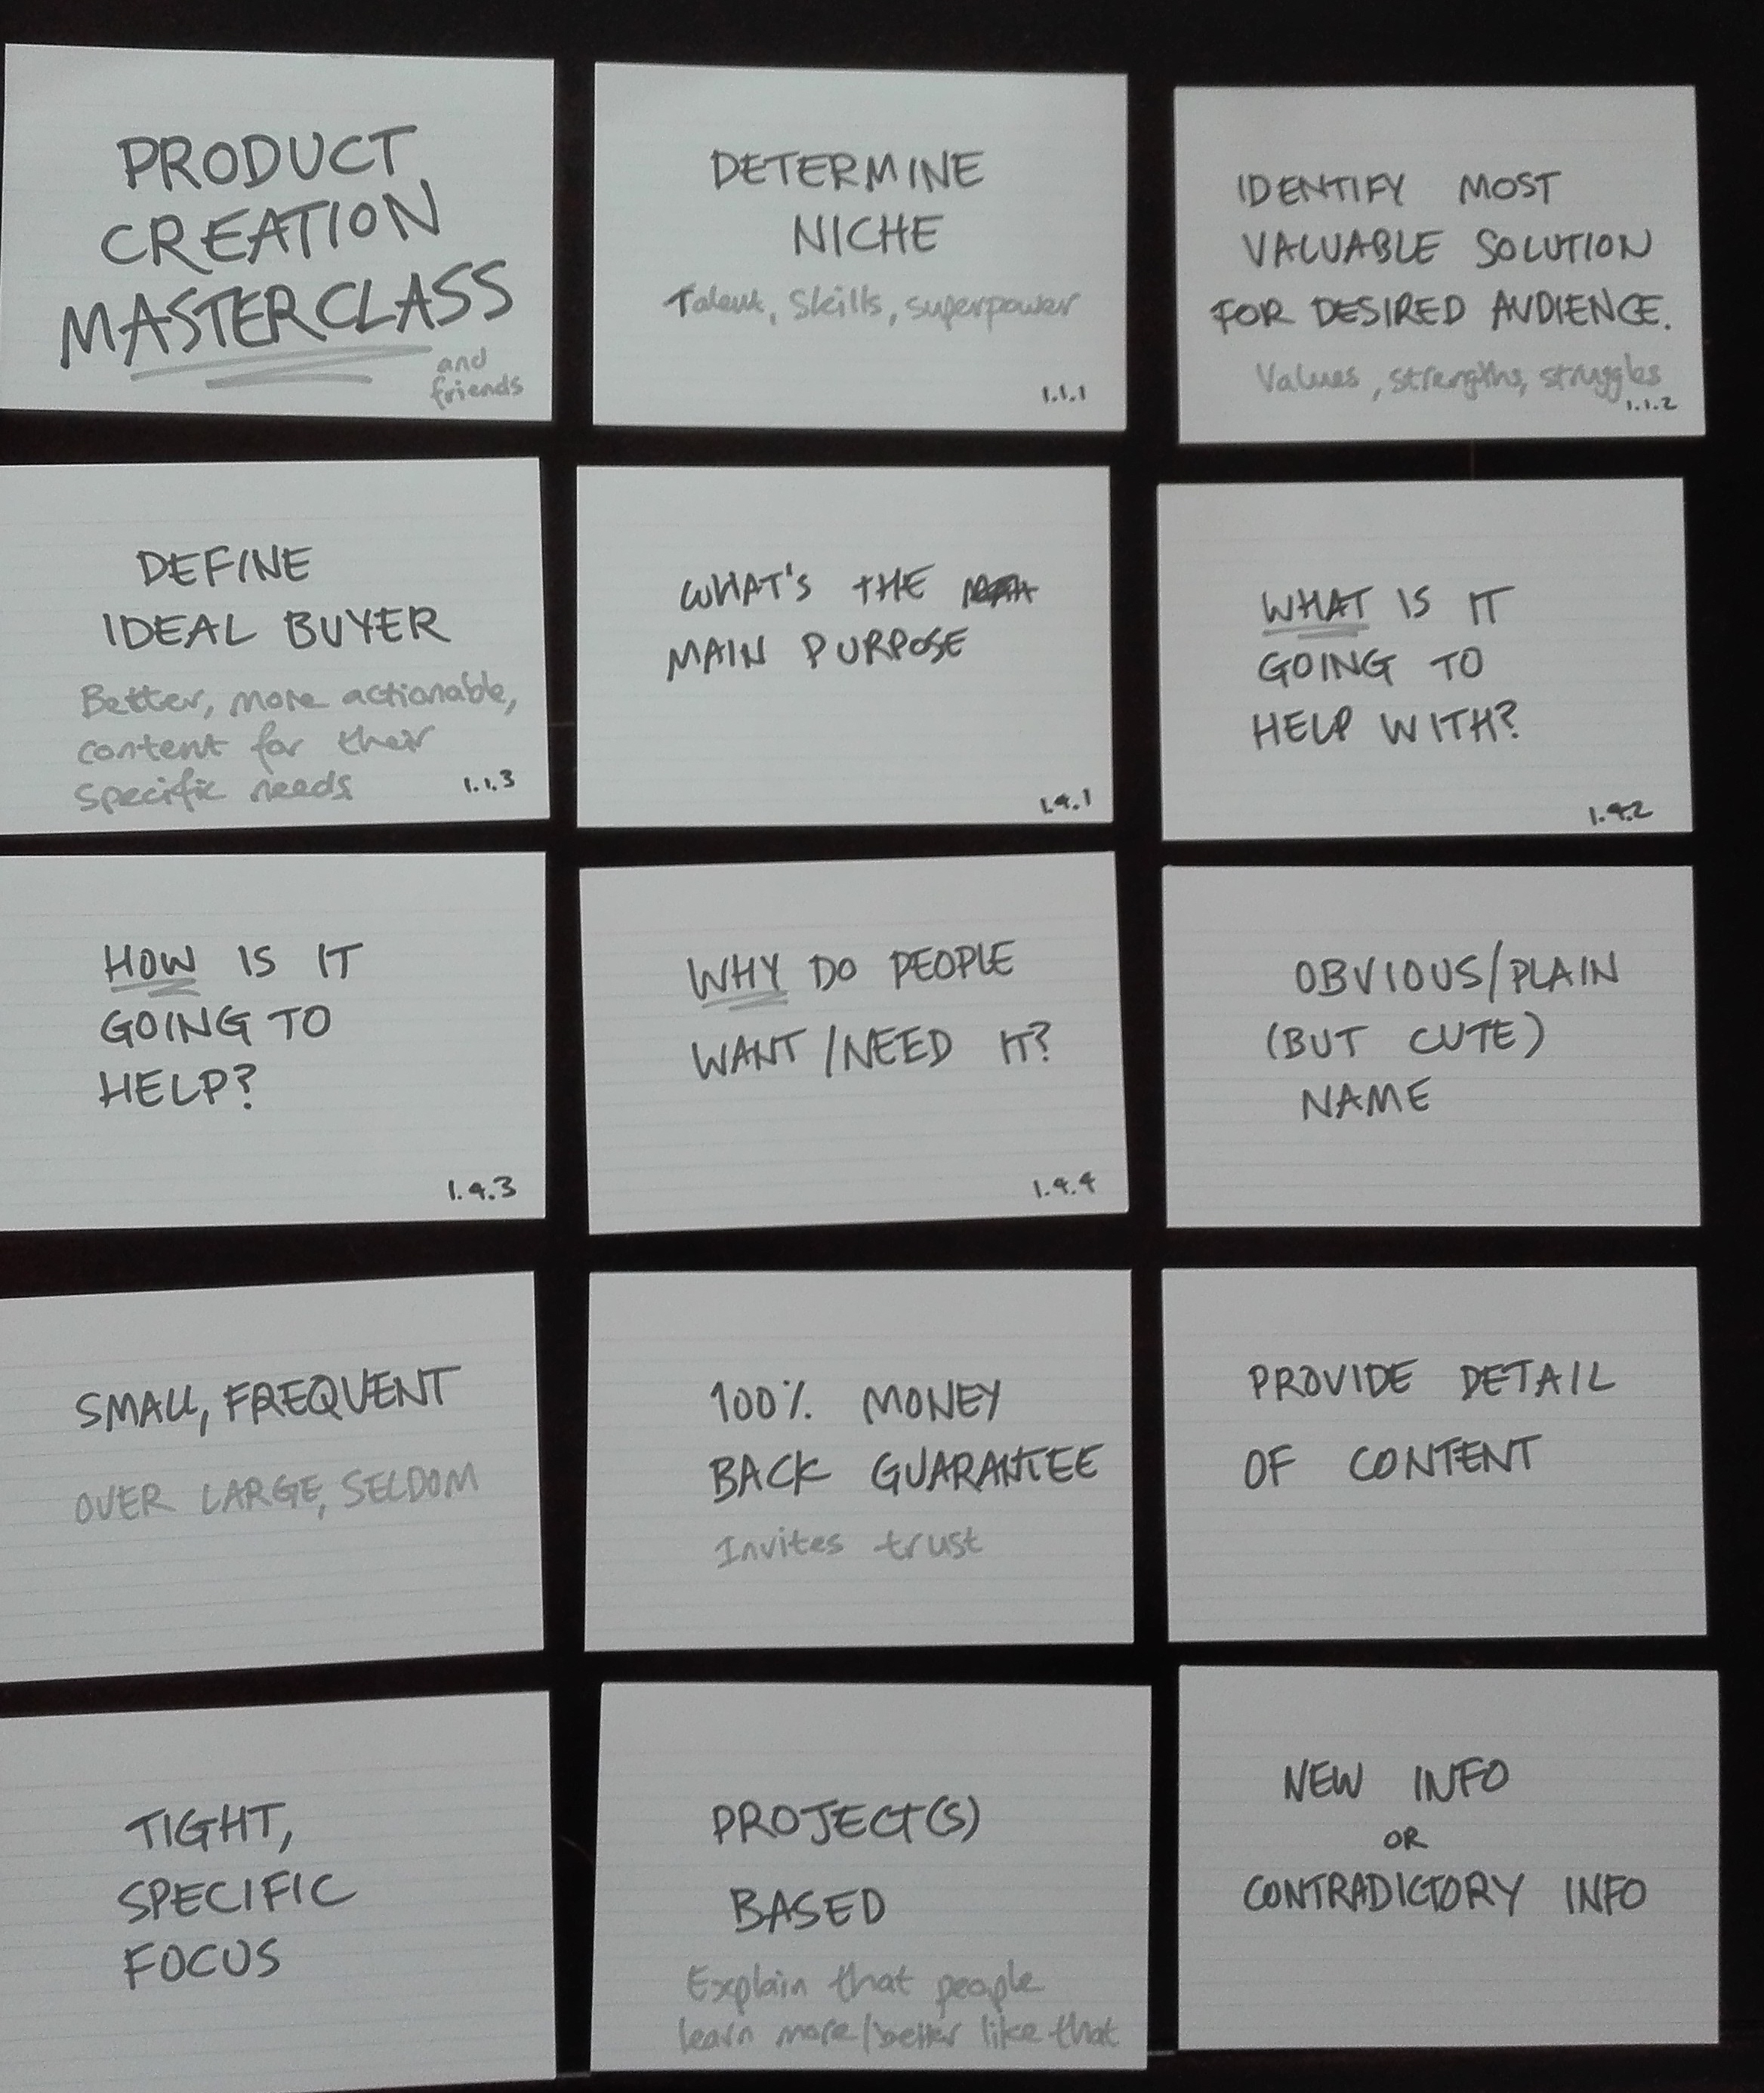 PRODUCT
CREATION
MASTERCLASS
and
friends
DETERMINE
NICHE
Talent, Skills, superpower
1.1.1
IDENTIFY MOST
VALUABLE SOLUTION
FOR DESIRED AUDIENCE.
Values, strengths, struggles
1.1.2
DEFINE
IDEAL BUYER
Better, more actionable,
content for their
specific needs
1.1.3
WHAT'S THE
MAIN PURPOSE
1.4.1
WHAT IS IT
GOING TO
HELP WITH?
1.4.2
HOW IS IT
GOING TO
HELP?
1.4.3
WHY DO PEOPLE
WANT/NEED IT?
1.4.4
OBVIOUS/PLAIN
(BUT CUTE)
NAME
SMALL, FREQUENT
OVER LARGE, SELDOM
100% MONEY
BACK GUARANTEE
Invites trust
PROVIDE DETAIL
OF CONTENT
TIGHT,
SPECIFIC
FOCUS
PROJECT(S)
BASED
Explain that people
learn more/better like that
NEW INFO
OR
CONTRADICTORY INFO